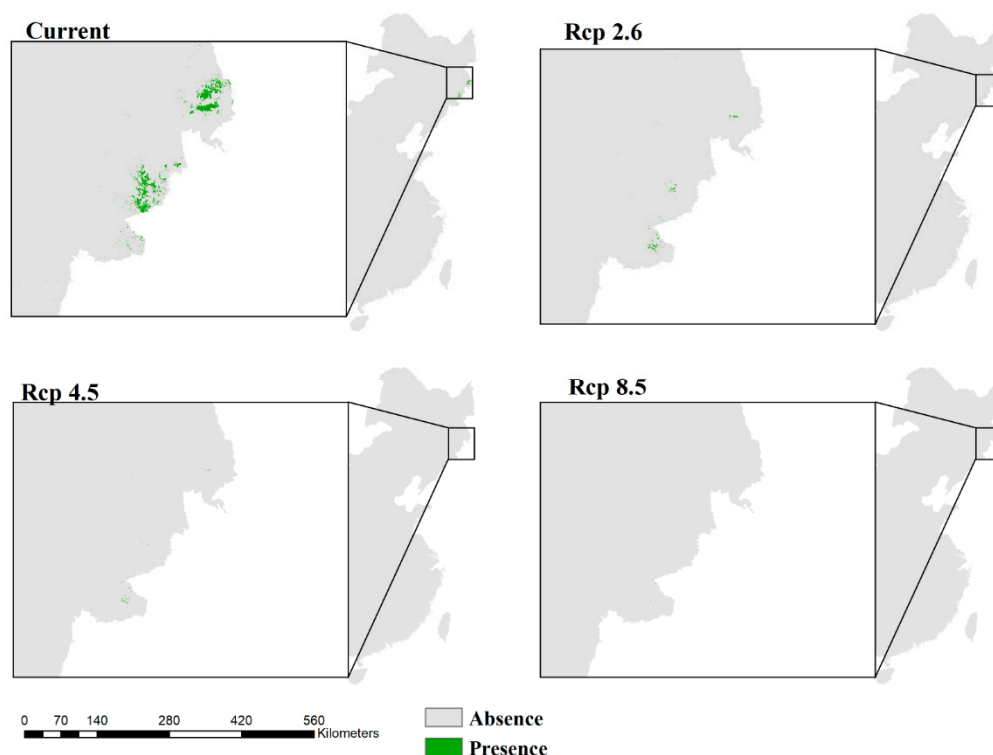 Current
Rcp 2.6
Rcp 4.5
Rcp 8.5
0 70 140 280 420 560
Kilometers
Absence
Presence